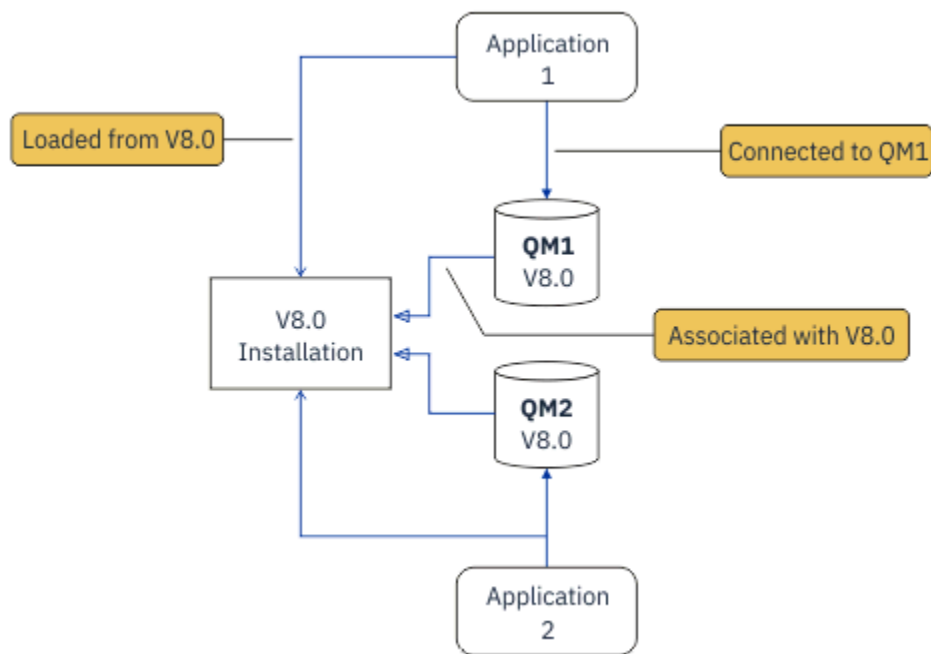 Application
1
Loaded from V8.0
Connected to QM1
QM1
V8.0
V8.0
Installation
Associated with V8.0
QM2
V8.0
Application
2